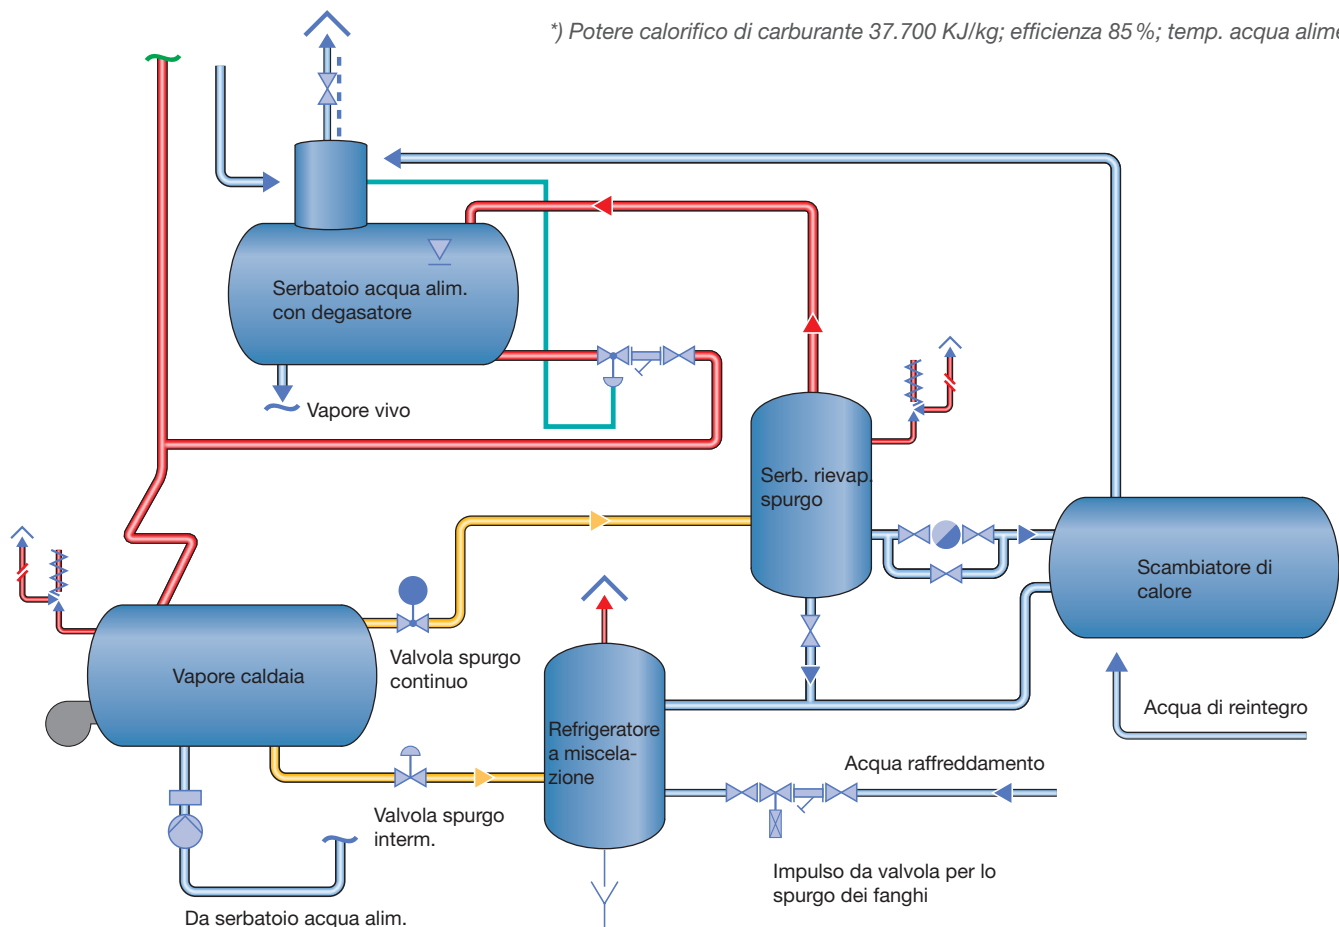 *) Potere calorifico di carburante 37.700 KJ/kg; efficienza 85 %; temp. acqua
Serbatoio acqua alim.
con degasatore
Vapore vivo
Serb. rievap.
spurgo
Scambiatore di
calore
Valvola spurgo
continuo
Vapore caldaia
Refrigeratore
a miscela-
zione
Acqua di reintegro
Acqua raffreddamento
Valvola spurgo
interm.
Impulso da valvola per lo
spurgo dei fanghi
Da serbatoio acqua alim.